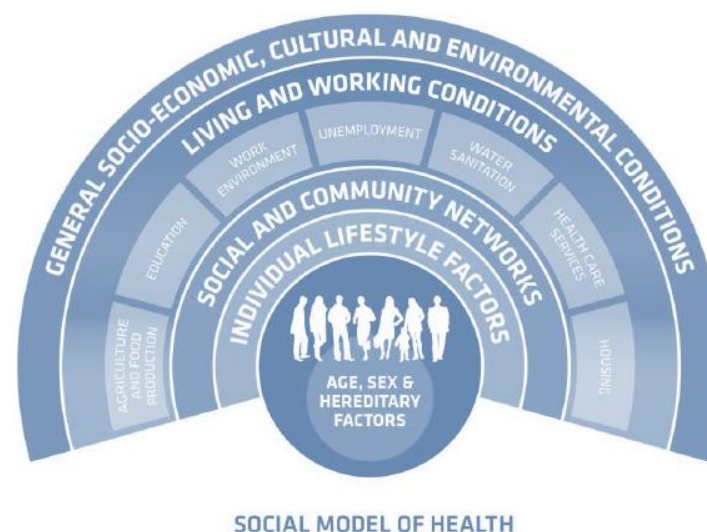 GENERAL SOCIO-ECONOMIC, CULTURAL AND ENVIRONMENTAL CONDITIONS
LIVING AND WORKING CONDITIONS
AGRICULTURE
AND FOOD
PRODUCTION
EDUCATION
WORK
ENVIRONMENT
UNEMPLOYMENT
WATER
SANITATION
HEALTH CARE
SERVICES
HOUSING
SOCIAL AND COMMUNITY NETWORKS
INDIVIDUAL LIFESTYLE FACTORS
AGE, SEX &
HEREDITARY
FACTORS
SOCIAL MODEL OF HEALTH